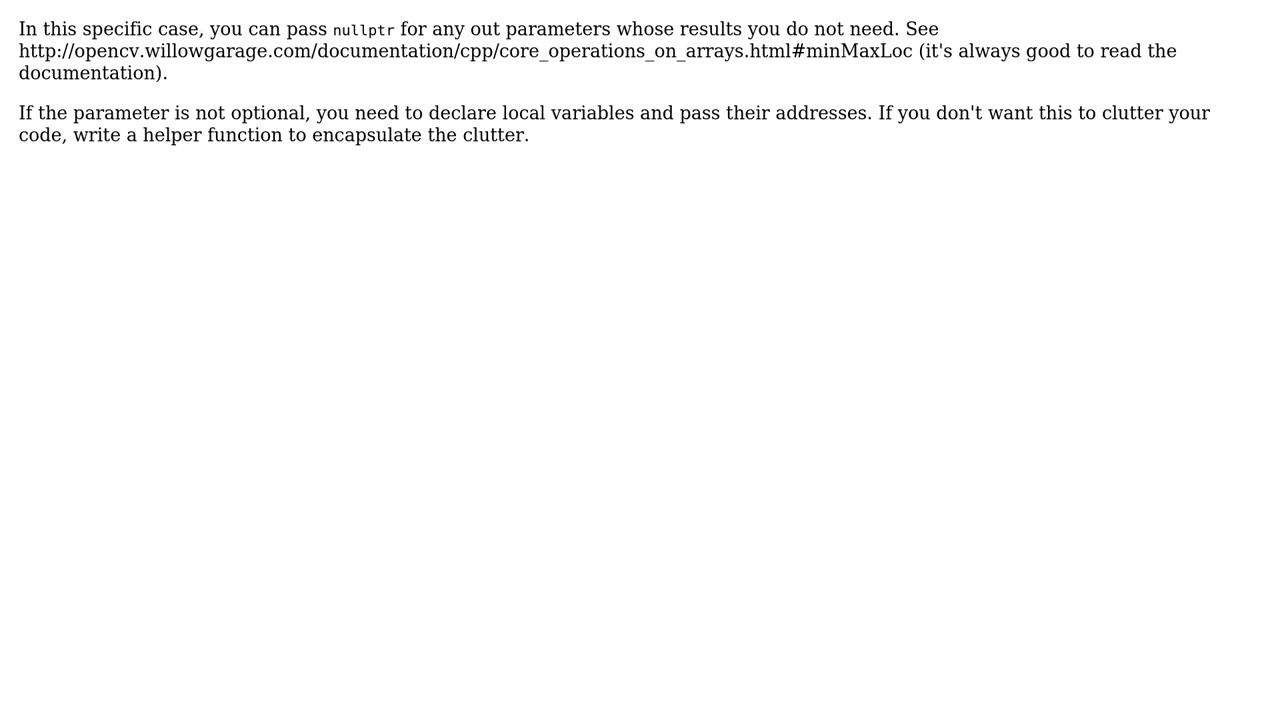 In this specific case, you can pass nullptr for any out parameters whose results you do not need. See
http://opencv.willowgarage.com/documentation/cpp/core_operations_on_arrays.html#minMaxLoc (it's always good to read the
documentation).
If the parameter is not optional, you need to declare local variables and pass their addresses. If you don't want this to clutter your
code, write a helper function to encapsulate the clutter.